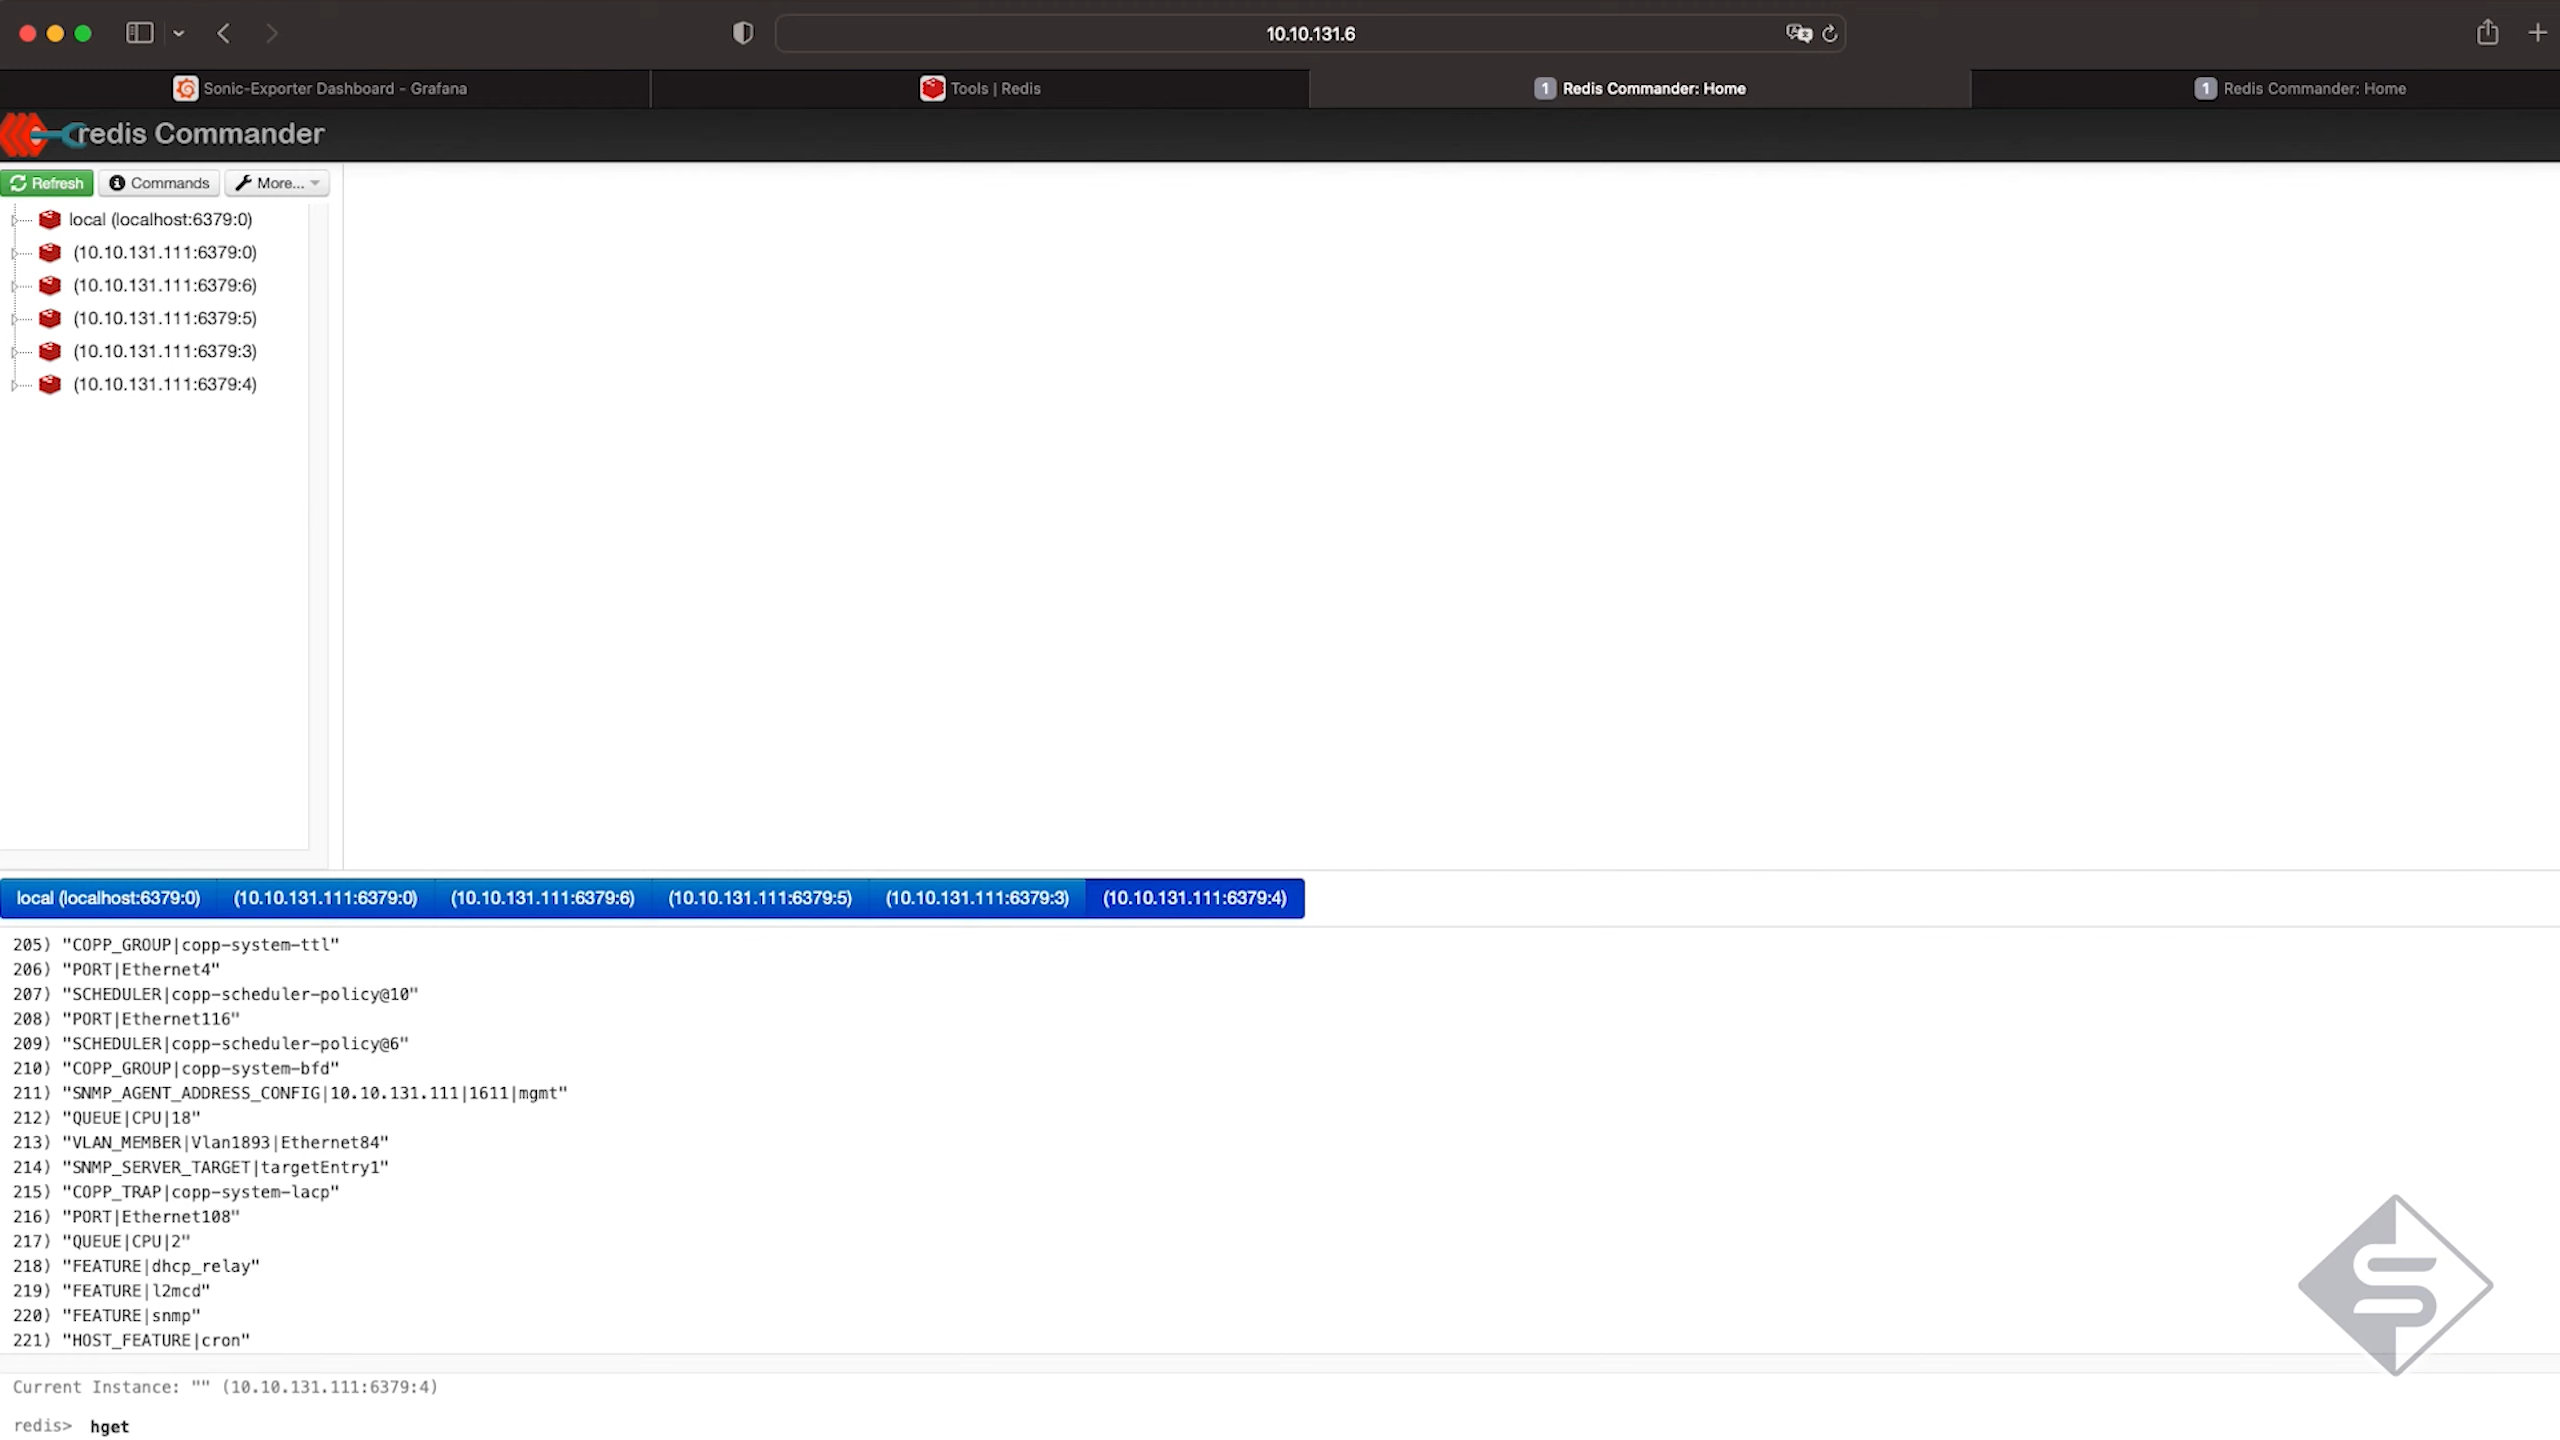 10.10.131.6
Sonic-Exporter Dashboard - Grafana
Tools | Redis
1 Redis Commander: Home
1 Redis Commander: Home
redis Commander
Refresh Commands More...
local (localhost:6379:0)
(10.10.131.111:6379:0)
(10.10.131.111:6379:6)
(10.10.131.111:6379:5)
(10.10.131.111:6379:3)
(10.10.131.111:6379:4)
local (localhost:6379:0) (10.10.131.111:6379:0) (10.10.131.111:6379:6) (10.10.131.111:6379:5) (10.10.131.111:6379:3) (10.10.131.111:6379:4)
205) "COPP_GROUP|copp-system-ttl"
206) "PORT|Ethernet4"
207) "SCHEDULER|copp-scheduler-policy@10"
208) "PORT|Ethernet116"
209) "SCHEDULER|copp-scheduler-policy@6"
210) "COPP_GROUP|copp-system-bfd"
211) "SNMP_AGENT_ADDRESS_CONFIG|10.10.131.111|1611|mgmt"
212) "QUEUE|CPU|18"
213) "VLAN_MEMBER|Vlan1893|Ethernet84"
214) "SNMP_SERVER_TARGET|targetEntry1"
215) "COPP_TRAP|copp-system-lacp"
216) "PORT|Ethernet108"
217) "QUEUE|CPU|2"
218) "FEATURE|dhcp_relay"
219) "FEATURE|l2mcd"
220) "FEATURE|snmp"
221) "HOST_FEATURE|cron"
Current Instance: "" (10.10.131.111:6379:4)
redis> hget